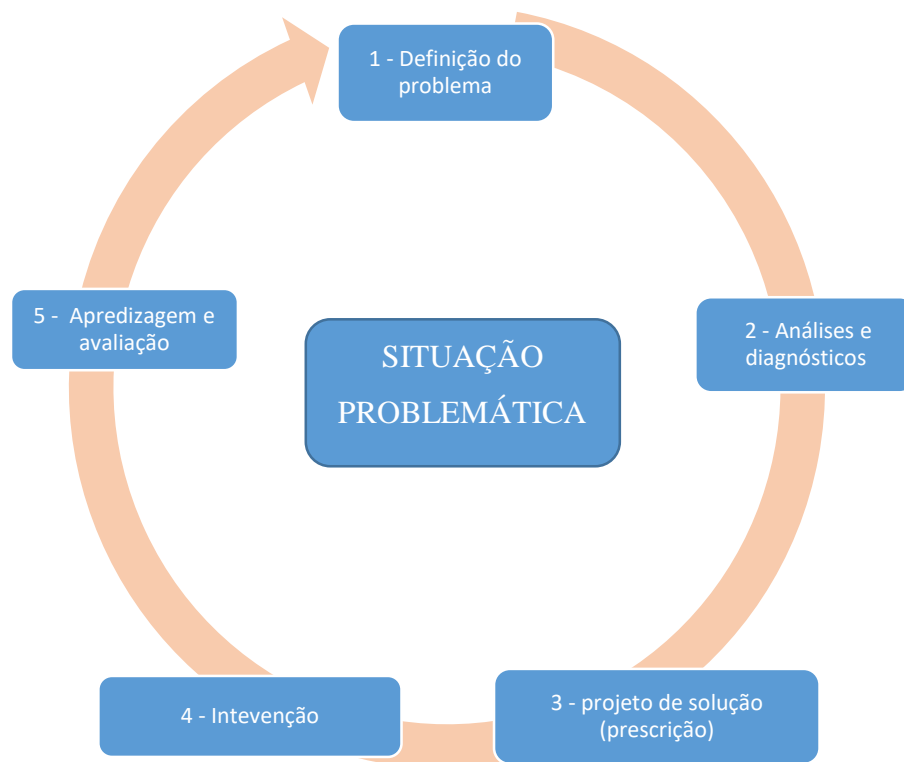 1 - Definição do
problema
2 - Análises e
diagnósticos
3 - projeto de solução
(prescrição)
4 - Intevenção
5 -  Apredizagem e
avaliação
SITUAÇÃO
PROBLEMÁTICA